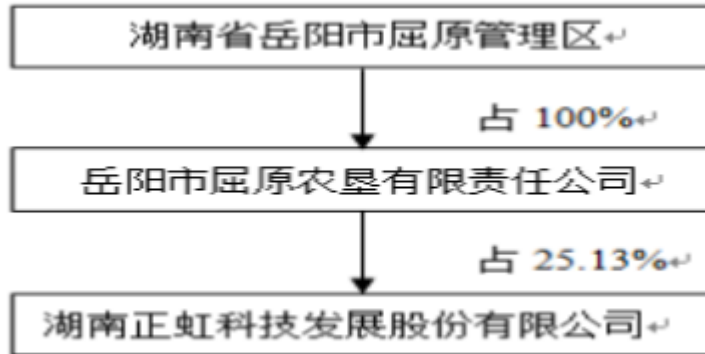 湖南省岳阳市屈原管理区↵
占 100%↵
岳阳市屈原农垦有限责任公司↵
占 25.13%↵
湖南正虹科技发展股份有限公司↵